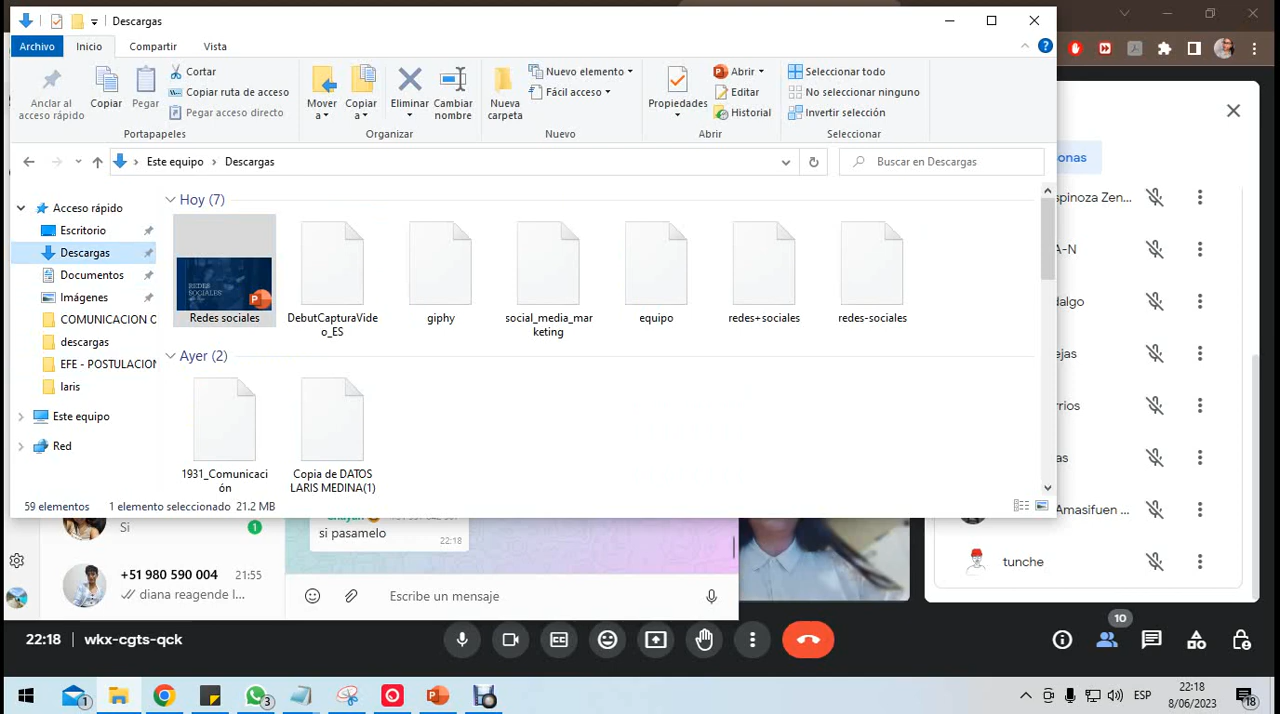 Descargas
Archivo Inicio Compartir Vista
Anclar al acceso rápido
Copiar
Pegar
Cortar
Copiar ruta de acceso
Pegar acceso directo
Portapapeles
Mover a
Copiar a
Eliminar
Cambiar nombre
Organizar
Nueva carpeta
Nuevo elemento
Fácil acceso
Nuevo
Propiedades
Abrir
Editar
Historial
Abrir
Seleccionar todo
No seleccionar ninguno
Invertir selección
Seleccionar
Este equipo > Descargas
Buscar en Descargas
Acceso rápido
Escritorio
Descargas
Documentos
Imágenes
COMUNICACION O
descargas
EFE - POSTULACION
laris
Este equipo
Red
Hoy (7)
Redes sociales
DebutCapturaVide
o_ES
giphy
social_media_mar
keting
equipo
redes+sociales
redes-sociales
Ayer (2)
1931_Comunicaci
ón
Copia de DATOS
LARIS MEDINA(1)
59 elementos 1 elemento seleccionado 21.2 MB
onas
spinoza Zen...
A-N
dalgo
ejas
rrios
as
Amasifuen ...
tunche
Si
1
+51 980 590 004 21:55
diana reagende l...
si pasamelo
22:18
Escribe un mensaje
22:18 wkx-cgts-qck
10
ESP
22:18
8/06/2023
1
3
18